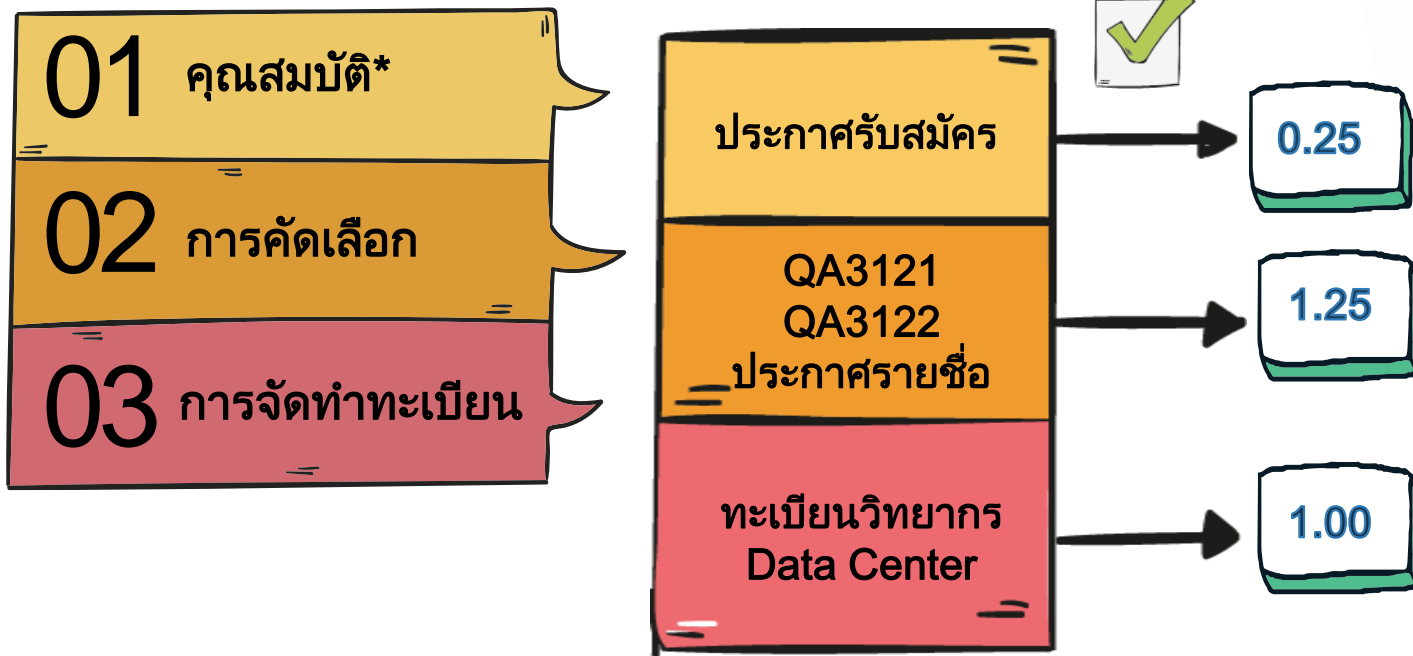 01 คุณสมบัติ*
02 การคัดเลือก
03 การจัดทำทะเบียน
ประกาศรับสมัคร
0.25
QA3121
QA3122
ประกาศรายชื่อ
1.25
ทะเบียนวิทยากร
Data Center
1.00